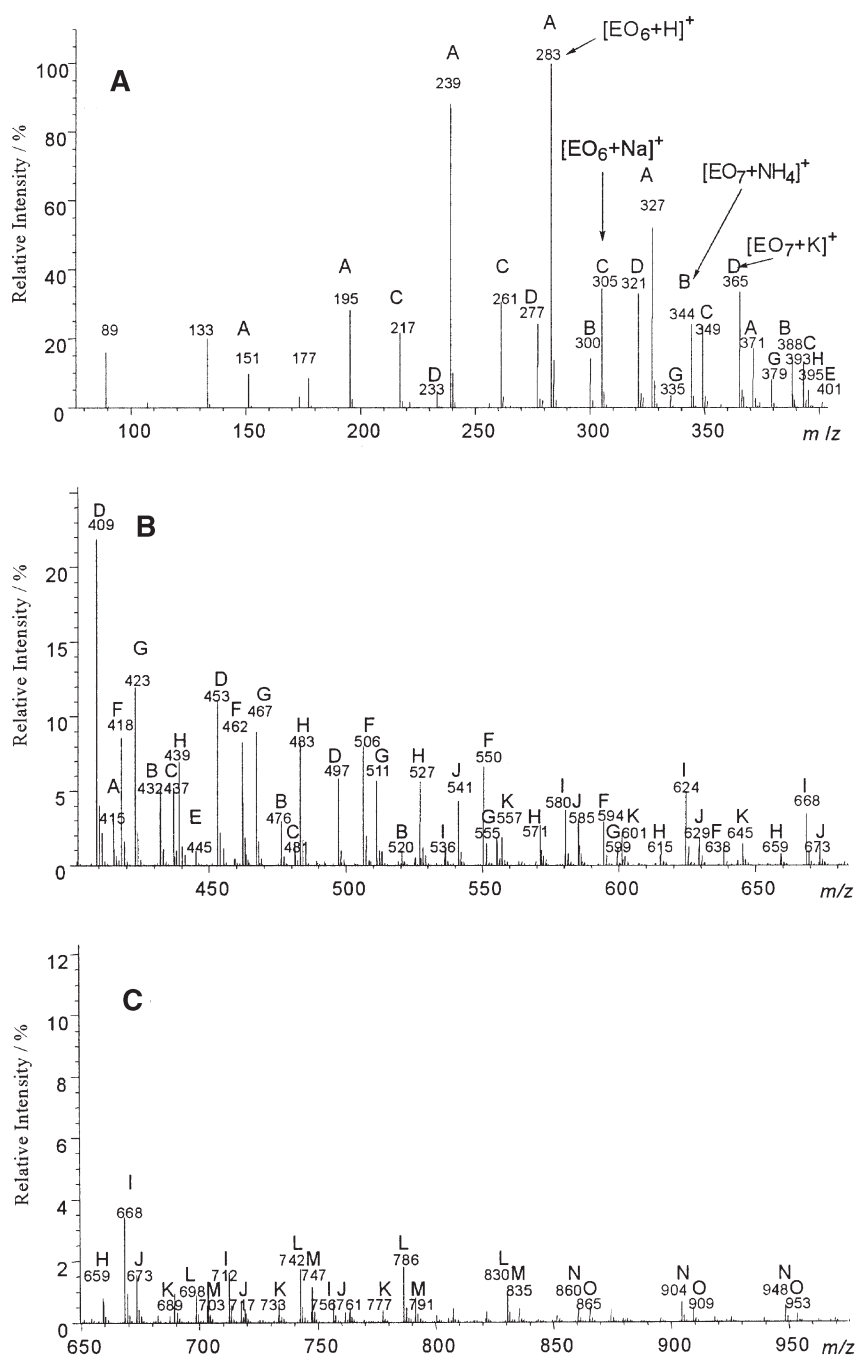 A
Relative Intensity / %
100
80
60
40
20
0
100
150
200
250
300
350
m /z
89
133
A
151
177
A
195
C
217
D
233
A
239
C
261
D
277
A
283
[EO6+H]+
B
300
[EO6+Na]+
C
305
D
321
A
327
G
335
[EO7+NH4]+
B
344
C
349
[EO7+K]+
D
365
A
371
G
379
B
388
C
393
H
395
E
401
B
Relative Intensity / %
20
15
10
5
0
450
500
550
600
650
m/z
D
409
A
415
F
418
G
423
B
432
C
437
H
439
E
445
D
453
F
462
G
467
B
476
C
481
H
483
D
497
F
506
G
511
B
520
H
527
I
536
J
541
F
550
G
555
K
557
H
571
I
580
J
585
F
594
G
599
K
601
H
615
I
624
J
629
F
638
K
645
H
659
I
668
J
673
C
Relative Intensity / %
12
10
8
6
4
2
0
650
700
750
800
850
900
950
m/z
H
659
I
668
J
673
K
689
L
698
M
703
I
712
J
717
K
733
L
742
M
747
I
756
J
761
K
777
L
786
M
791
L
830
M
835
N
860
O
865
N
904
O
909
N
948
O
953